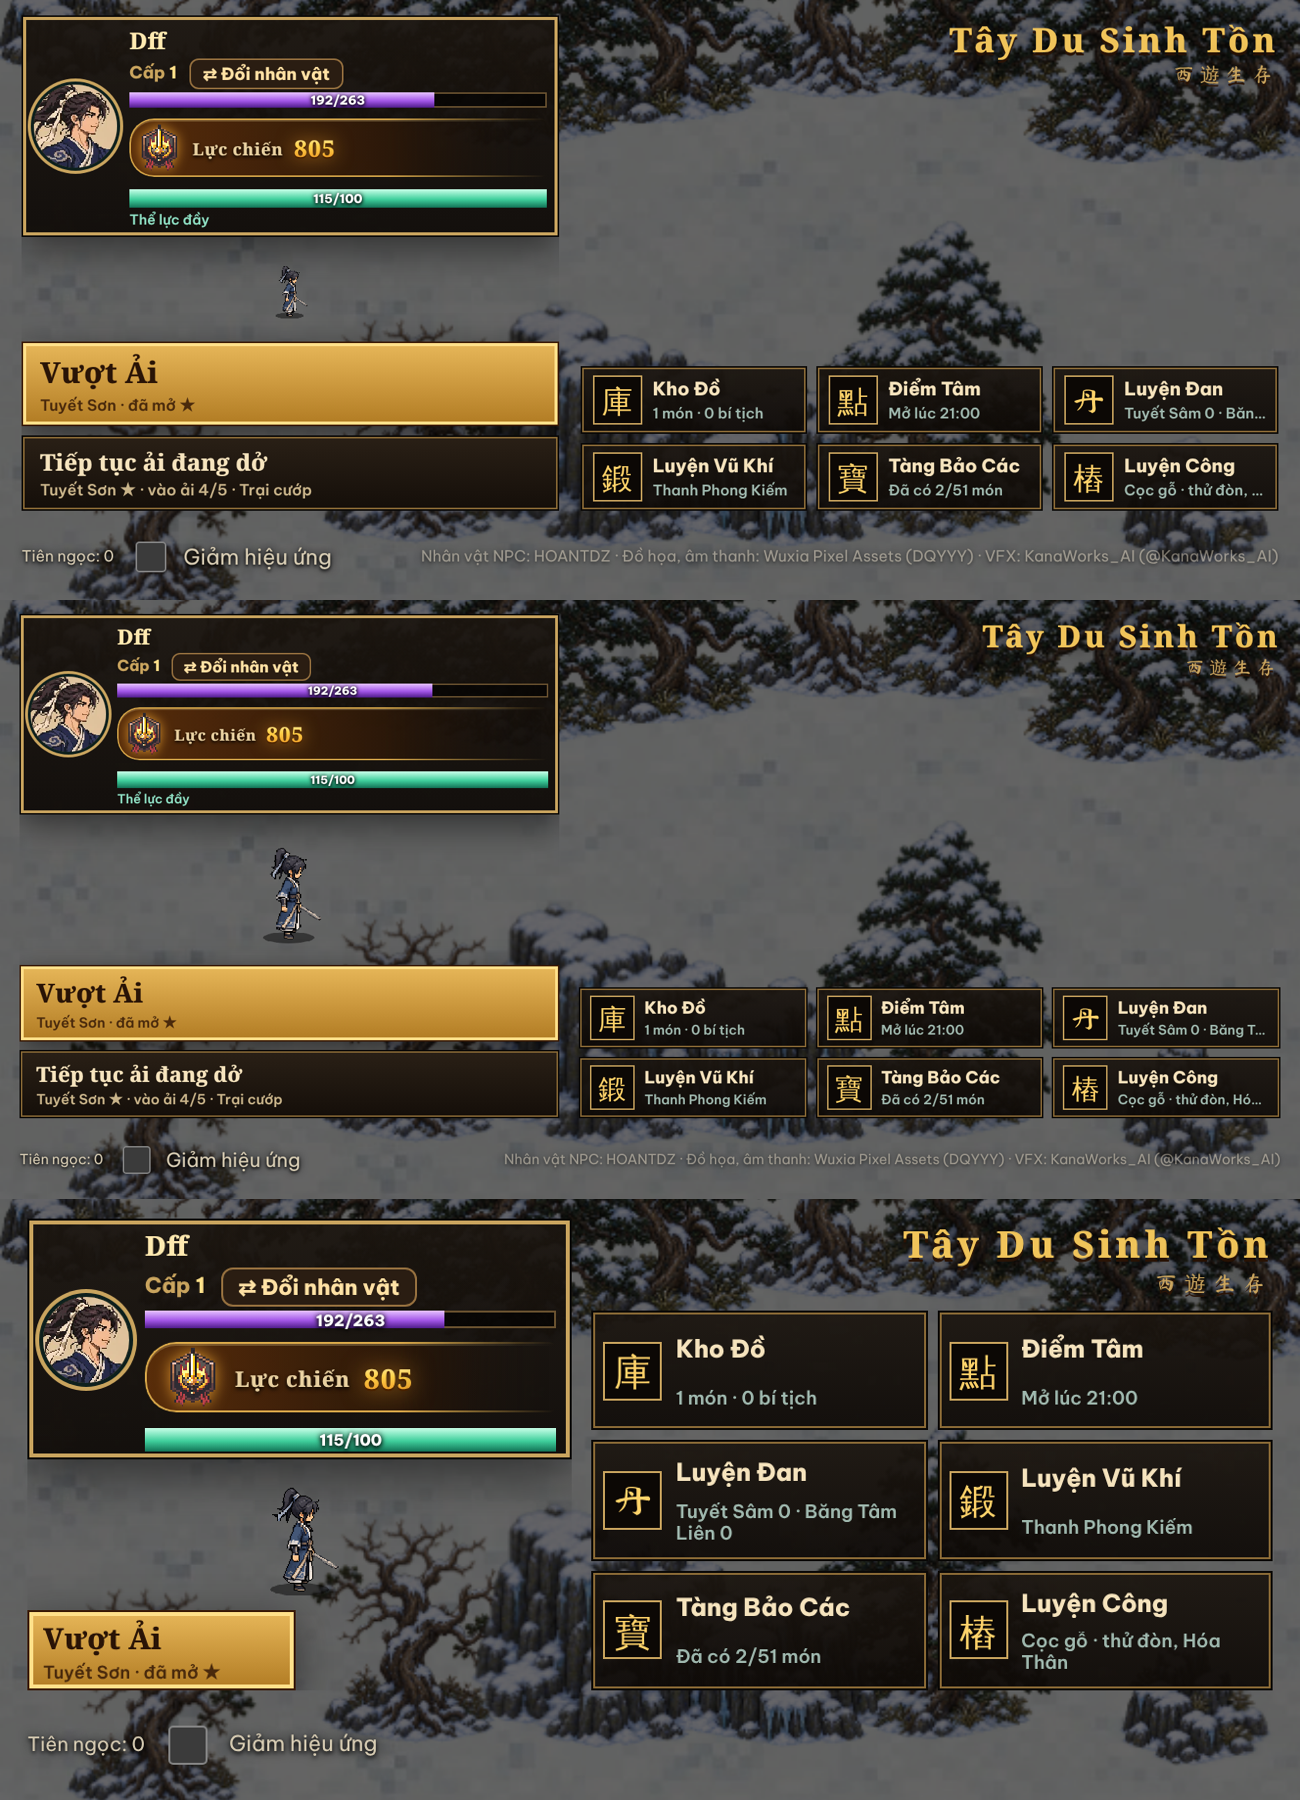 Dff
Cấp 1 ⇄ Đổi nhân vật
192/263
Lực chiến 805
115/100
Thể lực đầy
Tây Du Sinh Tồn
西遊生存
Vượt Ải
Tuyết Sơn · đã mở ★
Tiếp tục ải đang dở
Tuyết Sơn ★ · vào ải 4/5 · Trại cướp
庫 Kho Đồ
1 món · 0 bí tịch
點 Điểm Tâm
Mở lúc 21:00
丹 Luyện Đan
Tuyết Sâm 0 · Băn...
鍛 Luyện Vũ Khí
Thanh Phong Kiếm
寶 Tàng Bảo Các
Đã có 2/51 món
樁 Luyện Công
Cọc gỗ · thử đòn, ...
Tiên ngọc: 0 Giảm hiệu ứng
Nhân vật NPC: HOANTDZ · Đồ họa, âm thanh: Wuxia Pixel Assets (DQYYY) · VFX: KanaWorks_AI (@KanaWorks_AI)
Dff
Cấp 1 ⇄ Đổi nhân vật
192/263
Lực chiến 805
115/100
Thể lực đầy
Tây Du Sinh Tồn
西遊生存
Vượt Ải
Tuyết Sơn · đã mở ★
Tiếp tục ải đang dở
Tuyết Sơn ★ · vào ải 4/5 · Trại cướp
庫 Kho Đồ
1 món · 0 bí tịch
點 Điểm Tâm
Mở lúc 21:00
丹 Luyện Đan
Tuyết Sâm 0 · Băng T...
鍛 Luyện Vũ Khí
Thanh Phong Kiếm
寶 Tàng Bảo Các
Đã có 2/51 món
樁 Luyện Công
Cọc gỗ · thử đòn, Hó...
Tiên ngọc: 0 Giảm hiệu ứng
Nhân vật NPC: HOANTDZ · Đồ họa, âm thanh: Wuxia Pixel Assets (DQYYY) · VFX: KanaWorks_AI (@KanaWorks_AI)
Dff
Cấp 1 ⇄ Đổi nhân vật
192/263
Lực chiến 805
115/100
Tây Du Sinh Tồn
西遊生存
Vượt Ải
Tuyết Sơn · đã mở ★
庫 Kho Đồ
1 món · 0 bí tịch
點 Điểm Tâm
Mở lúc 21:00
丹 Luyện Đan
Tuyết Sâm 0 · Băng Tâm
Liên 0
鍛 Luyện Vũ Khí
Thanh Phong Kiếm
寶 Tàng Bảo Các
Đã có 2/51 món
樁 Luyện Công
Cọc gỗ · thử đòn, Hóa
Thân
Tiên ngọc: 0 Giảm hiệu ứng